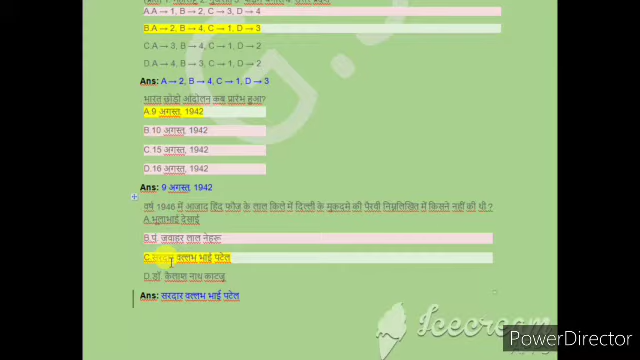 A.A → 1, B → 2, C → 3, D → 4
B.A → 2, B → 4, C → 1, D → 3
C.A → 3, B → 4, C → 1, D → 2
D.A → 4, B → 3, C → 1, D → 2
Ans: A → 2, B → 4, C → 1, D → 3
भारत छोड़ो आंदोलन कब प्रारंभ हुआ?
A.9 अगस्त, 1942
B.10 अगस्त, 1942
C.15 अगस्त, 1942
D.16 अगस्त, 1942
Ans: 9 अगस्त, 1942
वर्ष 1946 में आजाद हिंद फौज के लाल किले में दिल्ली के मुकदमे की पैरवी निम्नलिखित में किसने नहीं की थी ?
A.भूलाभाई देसाई
B.पं. जवाहर लाल नेहरू
C.सरदार वल्लभ भाई पटेल
D.डॉ. कैलाश नाथ काटजू
Ans: सरदार वल्लभ भाई पटेल
Icecream
PowerDirector